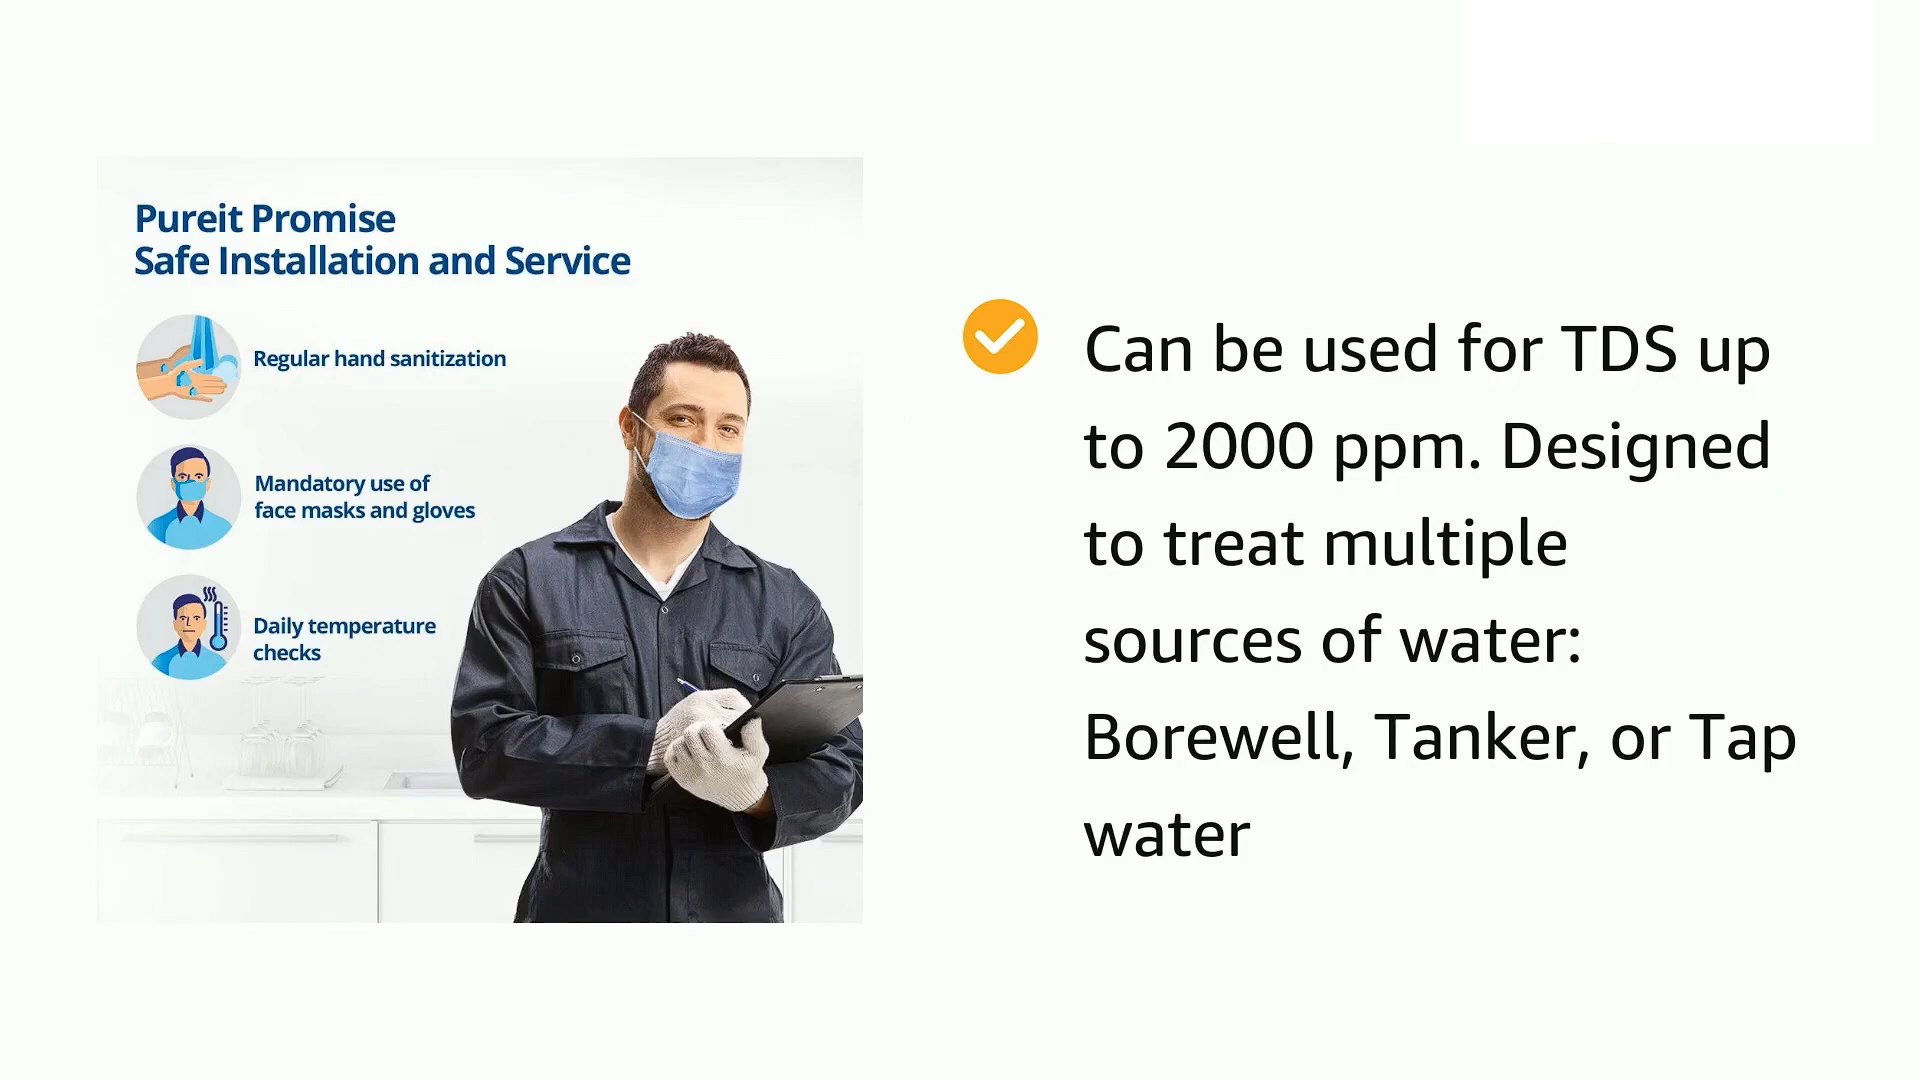 Pureit Promise
Safe Installation and Service
Regular hand sanitization
Mandatory use of
face masks and gloves
Daily temperature
checks
Can be used for TDS up
to 2000 ppm. Designed
to treat multiple
sources of water:
Borewell, Tanker, or Tap
water